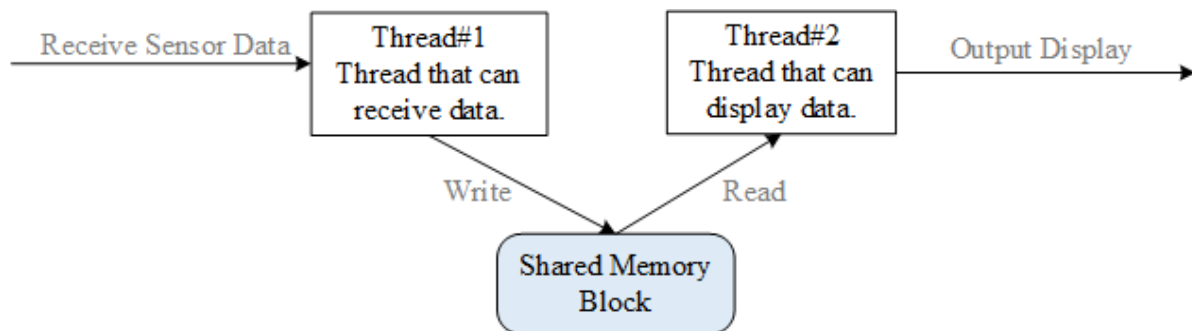 Receive Sensor Data
Thread#1
Thread that can
receive data.
Thread#2
Thread that can
display data.
Output Display
Write
Read
Shared Memory
Block